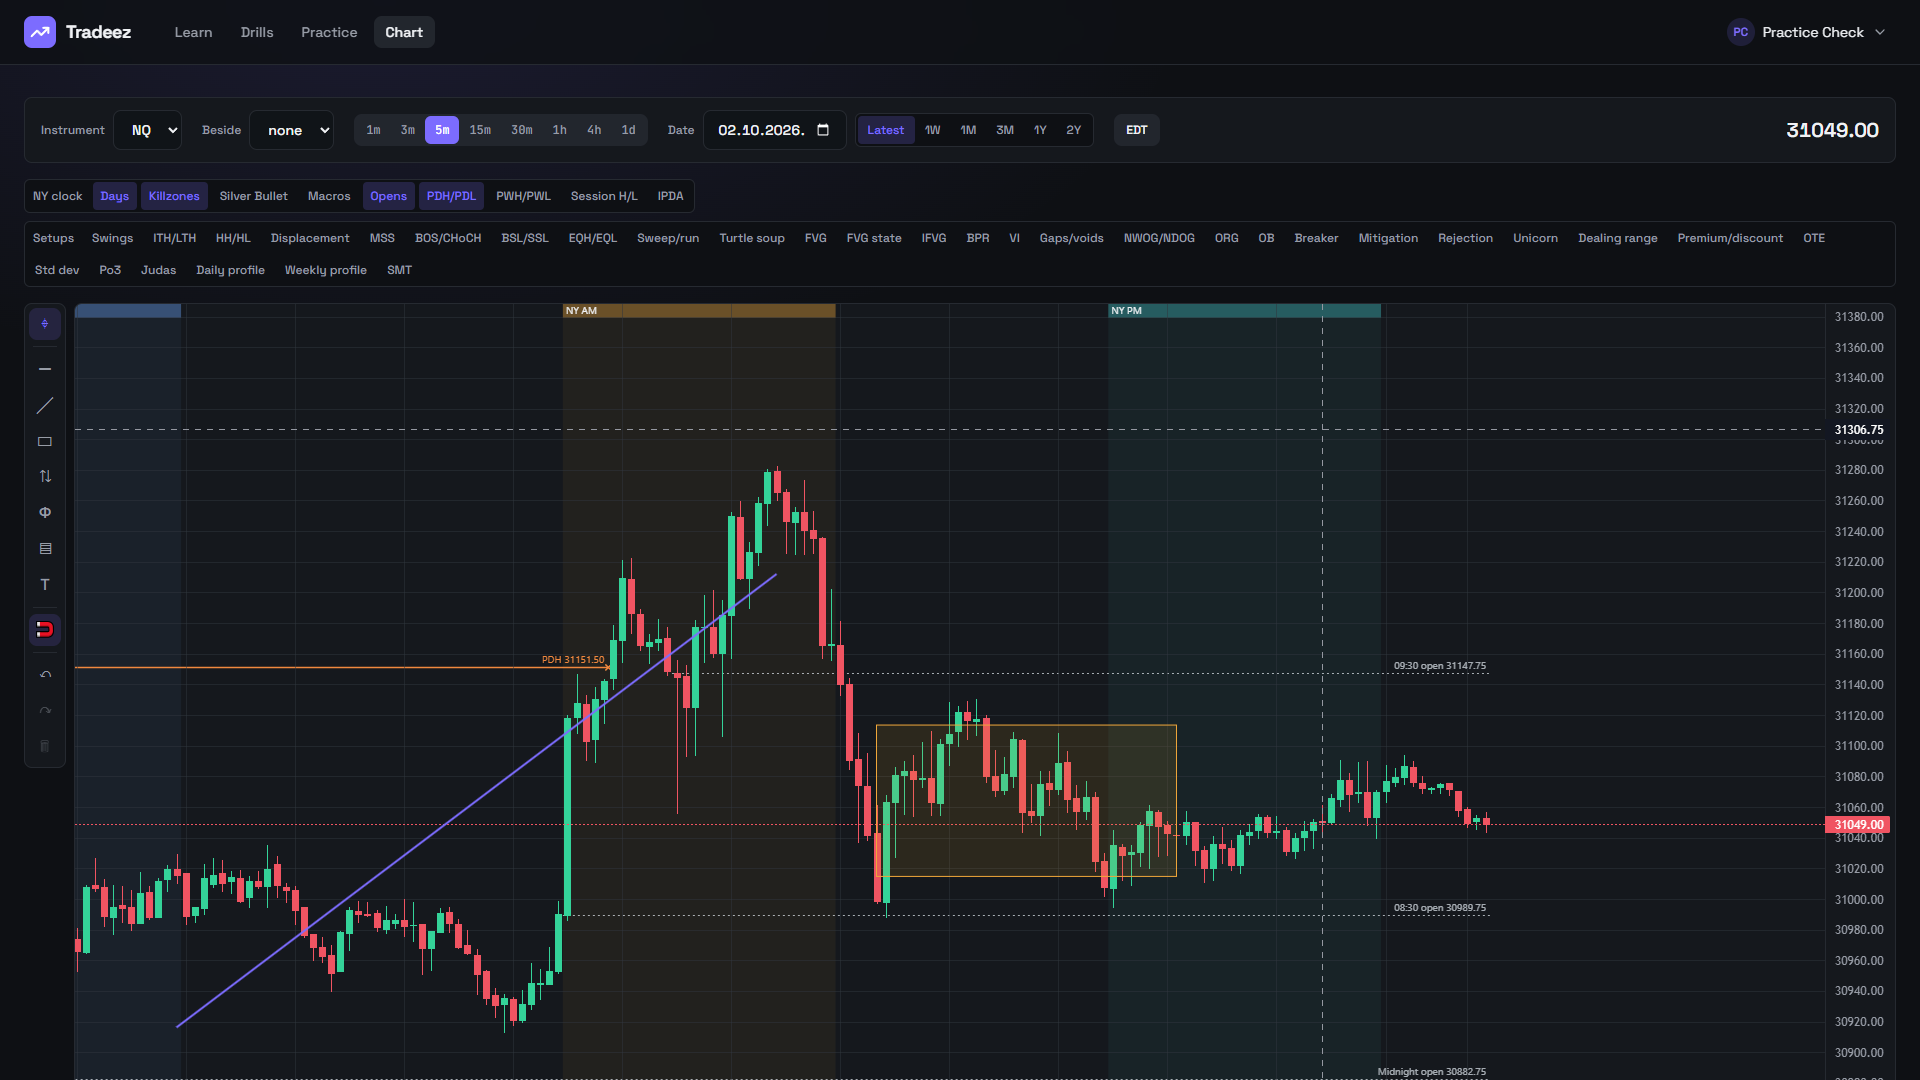 Tradeez Learn Drills Practice Chart PC Practice Check
Instrument NQ Beside none 1m 3m 5m 15m 30m 1h 4h 1d Date 02.10.2026. Latest 1W 1M 3M 1Y 2Y EDT 31049.00
NY clock Days Killzones Silver Bullet Macros Opens PDH/PDL PWH/PWL Session H/L IPDA
Setups Swings ITH/LTH HH/HL Displacement MSS BOS/CHoCH BSL/SSL EQH/EQL Sweep/run Turtle soup FVG FVG state IFVG BPR VI Gaps/voids NWOG/NDOG ORG OB Breaker Mitigation Rejection Unicorn Dealing range Premium/discount OTE
Std dev Po3 Judas Daily profile Weekly profile SMT
NY AM NY PM
31380.00
31360.00
31340.00
31320.00
31306.75
31300.00
31280.00
31260.00
31240.00
31220.00
31200.00
31180.00
31160.00
PDH 31151.50
09:30 open 31147.75
31140.00
31120.00
31100.00
31080.00
31060.00
31049.00
31040.00
31020.00
31000.00
08:30 open 30989.75
30980.00
30960.00
30940.00
30920.00
30900.00
Midnight open 30882.75
T